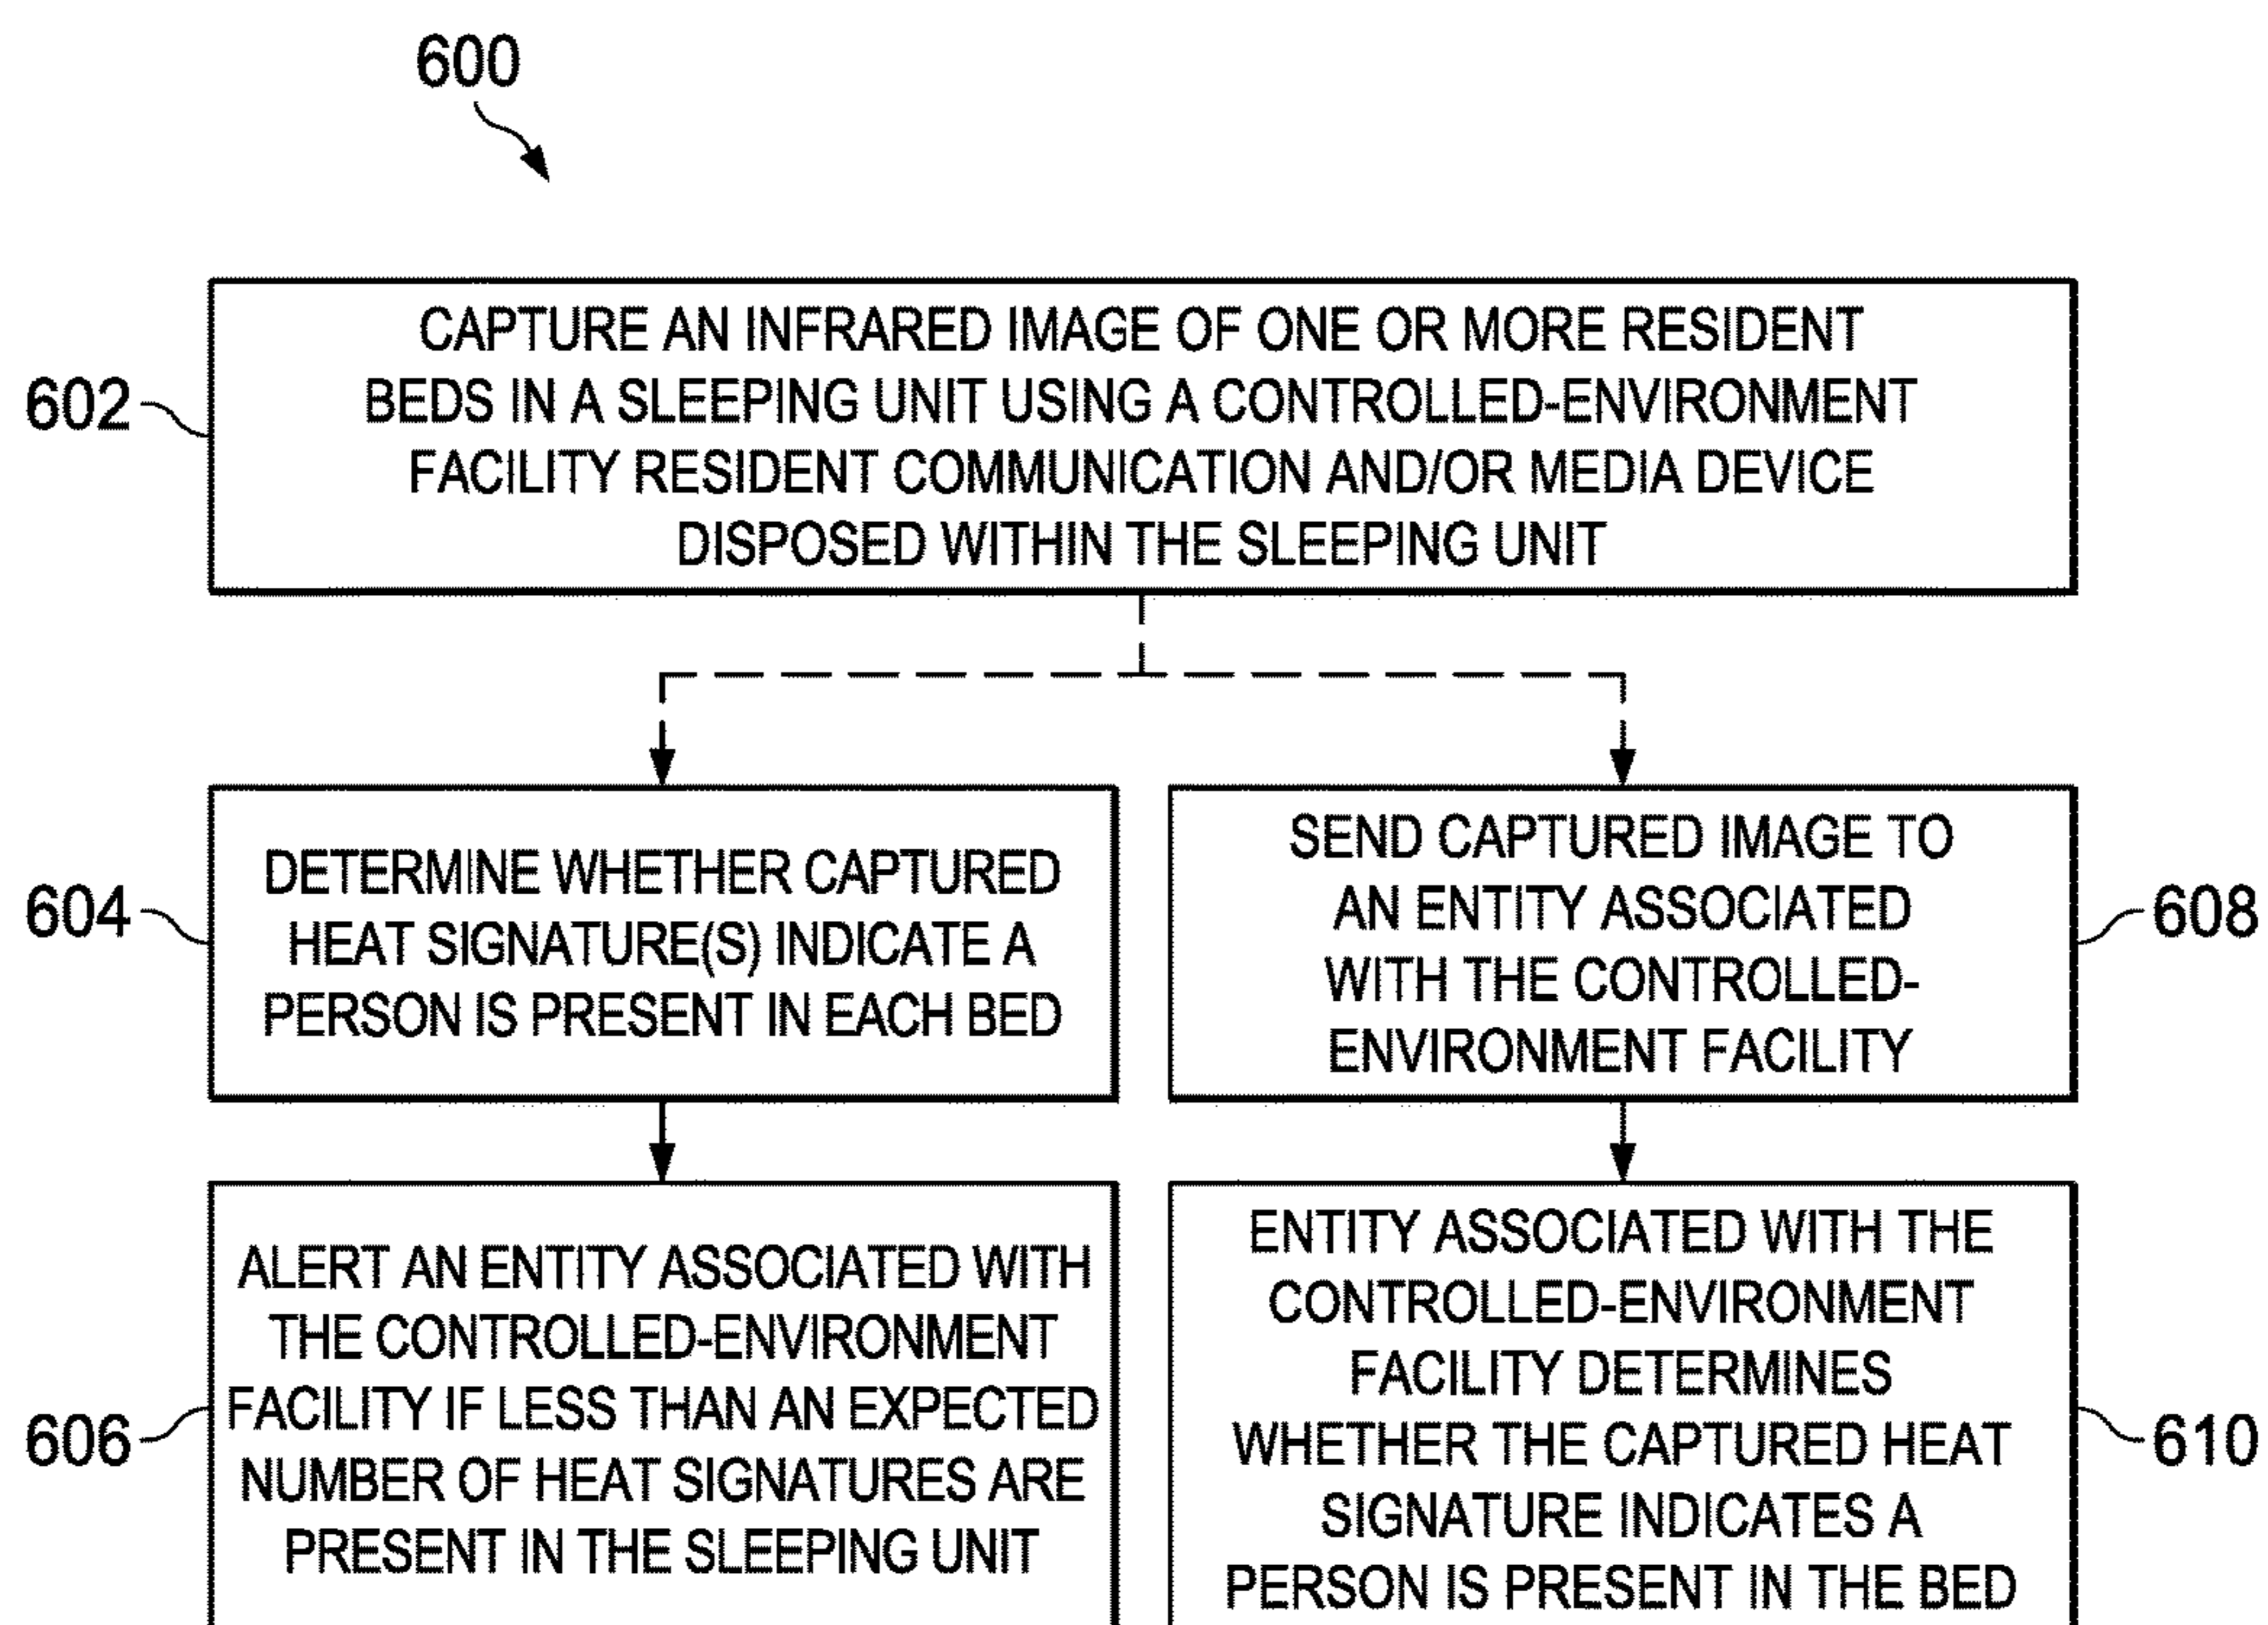 600
602
CAPTURE AN INFRARED IMAGE OF ONE OR MORE RESIDENT
BEDS IN A SLEEPING UNIT USING A CONTROLLED-ENVIRONMENT
FACILITY RESIDENT COMMUNICATION AND/OR MEDIA DEVICE
DISPOSED WITHIN THE SLEEPING UNIT
604
DETERMINE WHETHER CAPTURED
HEAT SIGNATURE(S) INDICATE A
PERSON IS PRESENT IN EACH BED
SEND CAPTURED IMAGE TO
AN ENTITY ASSOCIATED
WITH THE CONTROLLED-
ENVIRONMENT FACILITY
608
606
ALERT AN ENTITY ASSOCIATED WITH
THE CONTROLLED-ENVIRONMENT
FACILITY IF LESS THAN AN EXPECTED
NUMBER OF HEAT SIGNATURES ARE
PRESENT IN THE SLEEPING UNIT
ENTITY ASSOCIATED WITH THE
CONTROLLED-ENVIRONMENT
FACILITY DETERMINES
WHETHER THE CAPTURED HEAT
SIGNATURE INDICATES A
PERSON IS PRESENT IN THE BED
610